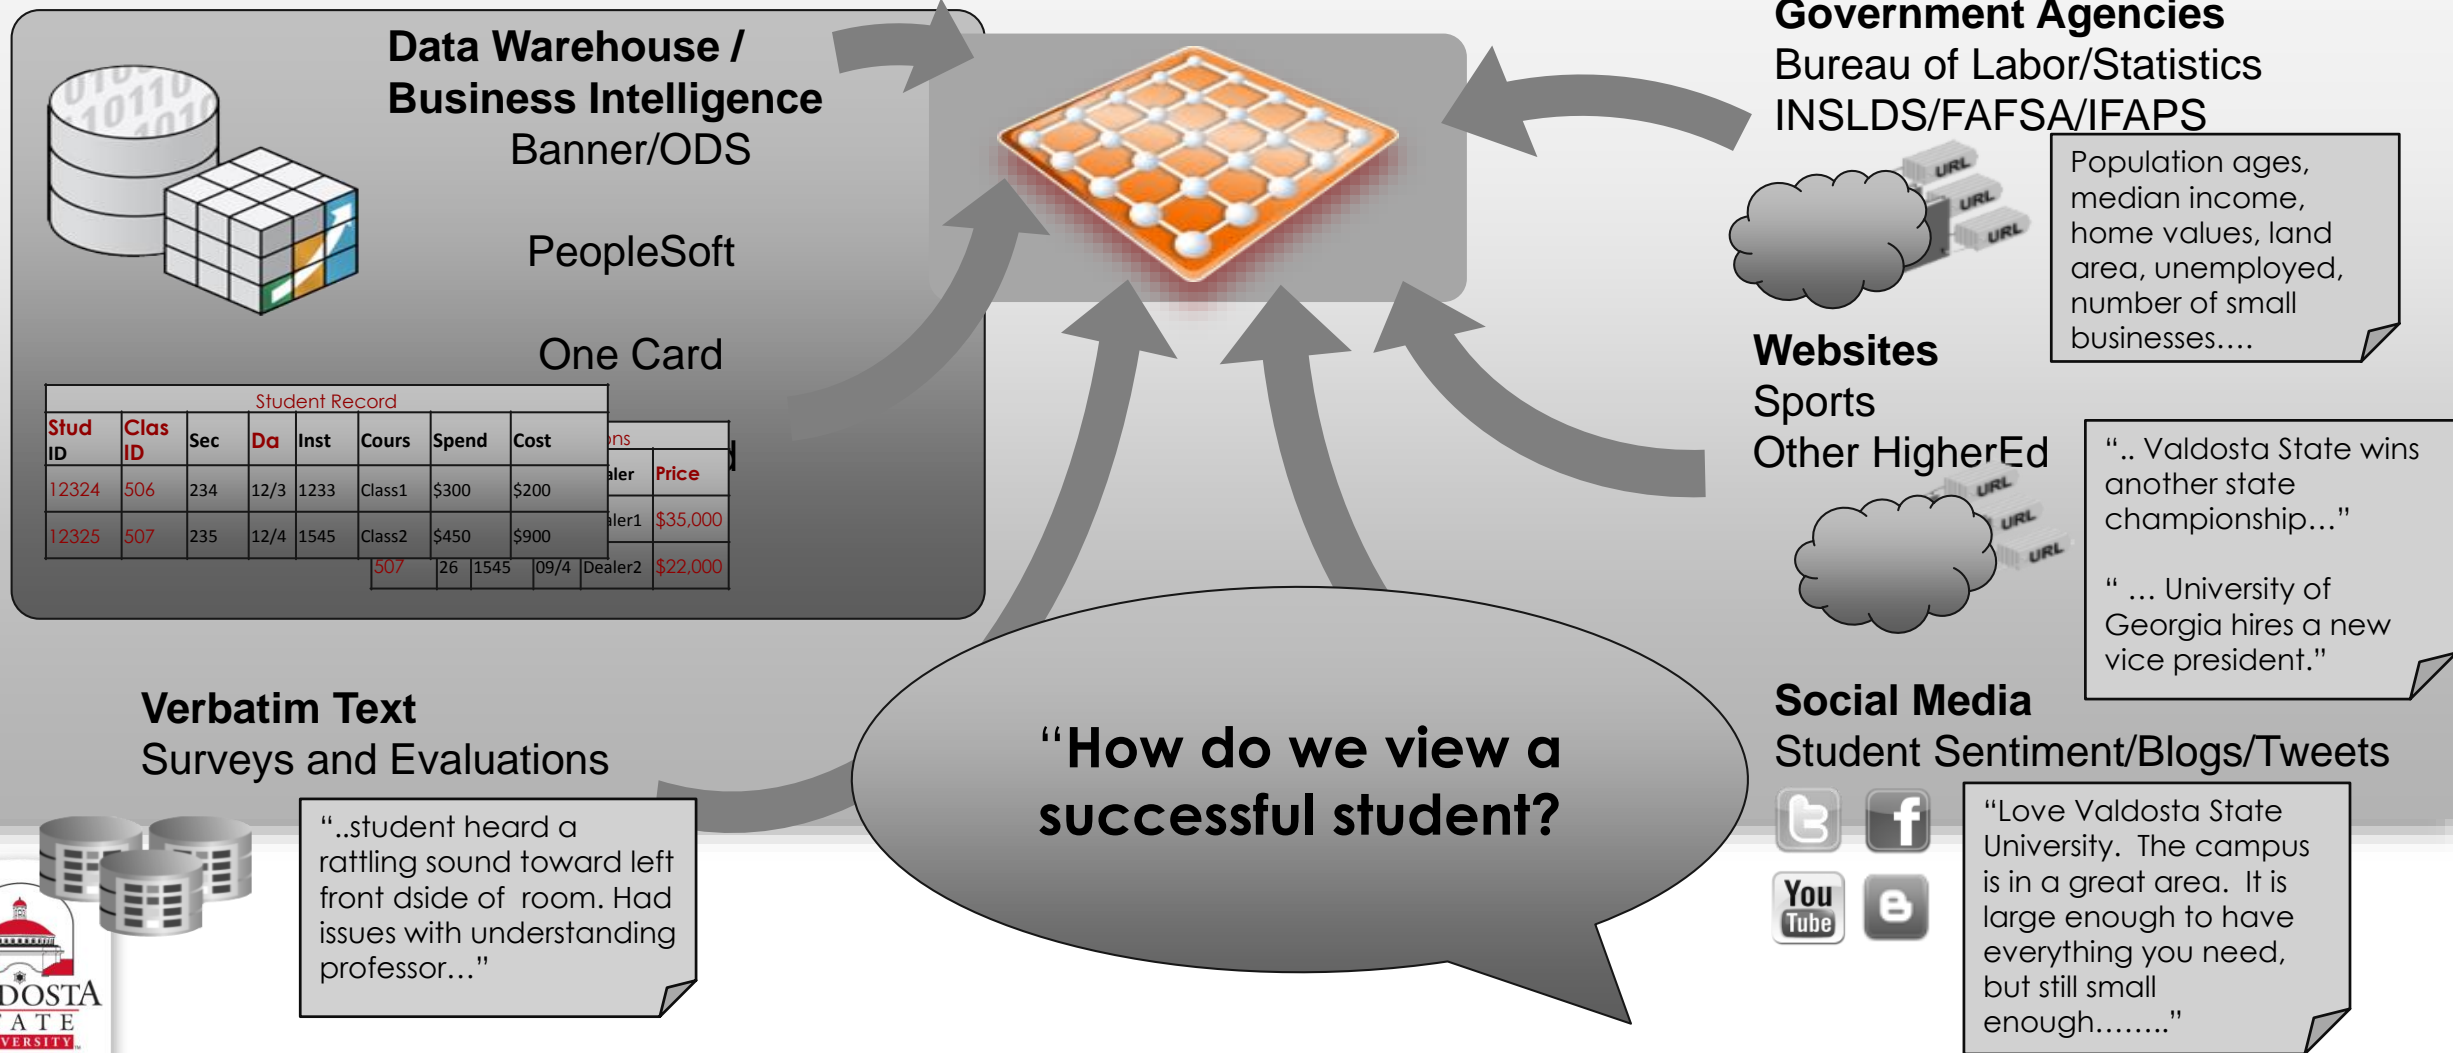 Data Warehouse /
Business Intelligence
Banner/ODS
PeopleSoft
One Card
Student Record
Stud ID Clas ID Sec Da Inst Cours Spend Cost
12324 506 234 12/3 1233 Class1 $300 $200
12325 507 235 12/4 1545 Class2 $450 $900
Price
$35,000
507 26 1545 09/4 Dealer2 $22,000
Verbatim Text
Surveys and Evaluations
“..student heard a
rattling sound toward left
front dside of room. Had
issues with understanding
professor…”
STATE
“How do we view a
successful student?
Government Agencies
Bureau of Labor/Statistics
INSLDS/FAFSA/IFAPS
URL
URL
URL
Population ages,
median income,
home values, land
area, unemployed,
number of small
businesses….
Websites
Sports
Other HigherEd
URL
URL
URL
“.. Valdosta State wins
another state
championship…”
“ … University of
Georgia hires a new
vice president.”
Social Media
Student Sentiment/Blogs/Tweets
You
Tube
“Love Valdosta State
University. The campus
is in a great area. It is
large enough to have
everything you need,
but still small
enough……..”